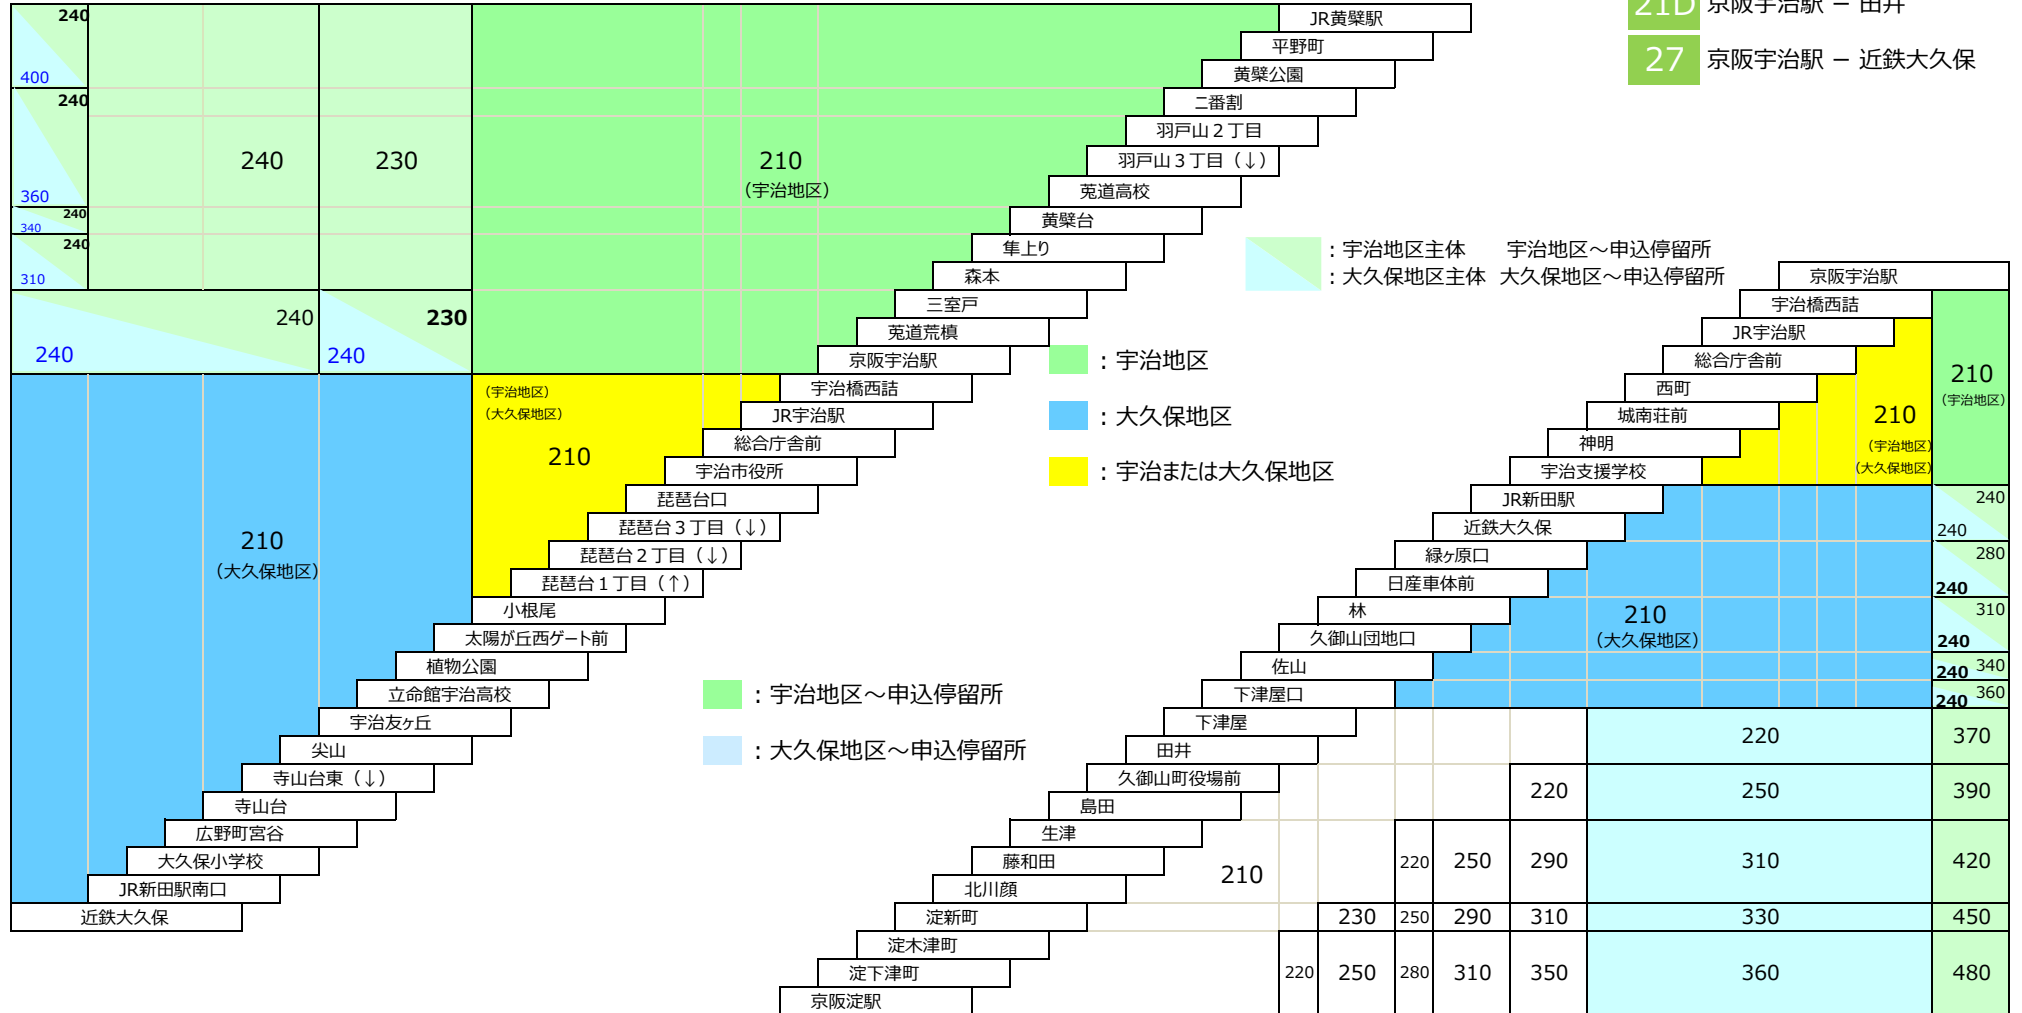 21D 京阪宇治駅 － 田井
27 京阪宇治駅 － 近鉄大久保
240
400
240
360
240
340
240
310
240
230
210
（宇治地区）
240
240
230
240
210
（大久保地区）
（宇治地区）
（大久保地区）
210
JR黄檗駅
平野町
黄檗公園
二番割
羽戸山２丁目
羽戸山３丁目（↓）
莵道高校
黄檗台
隼上り
森本
三室戸
莵道荒槙
京阪宇治駅
宇治橋西詰
JR宇治駅
総合庁舎前
宇治市役所
琵琶台口
琵琶台３丁目（↓）
琵琶台２丁目（↓）
琵琶台１丁目（↑）
小根尾
太陽が丘西ゲート前
植物公園
立命館宇治高校
宇治友ヶ丘
尖山
寺山台東（↓）
寺山台
広野町宮谷
大久保小学校
JR新田駅南口
近鉄大久保
：宇治地区主体 宇治地区～申込停留所
：大久保地区主体 大久保地区～申込停留所
：宇治地区
：大久保地区
：宇治または大久保地区
：宇治地区～申込停留所
：大久保地区～申込停留所
京阪宇治駅
宇治橋西詰
JR宇治駅
総合庁舎前
西町
城南荘前
神明
宇治支援学校
JR新田駅
近鉄大久保
緑ヶ原口
日産車体前
林
久御山団地口
佐山
下津屋口
下津屋
田井
久御山町役場前
島田
生津
藤和田
北川顔
淀新町
淀木津町
淀下津町
京阪淀駅
210
（宇治地区）
210
（宇治地区）
（大久保地区）
240
240
280
240
310
240
340
240
360
240
210
（大久保地区）
220 370
220 250 390
210
220 250 290 310 420
230 250 290 310 330 450
220 250 280 310 350 360 480